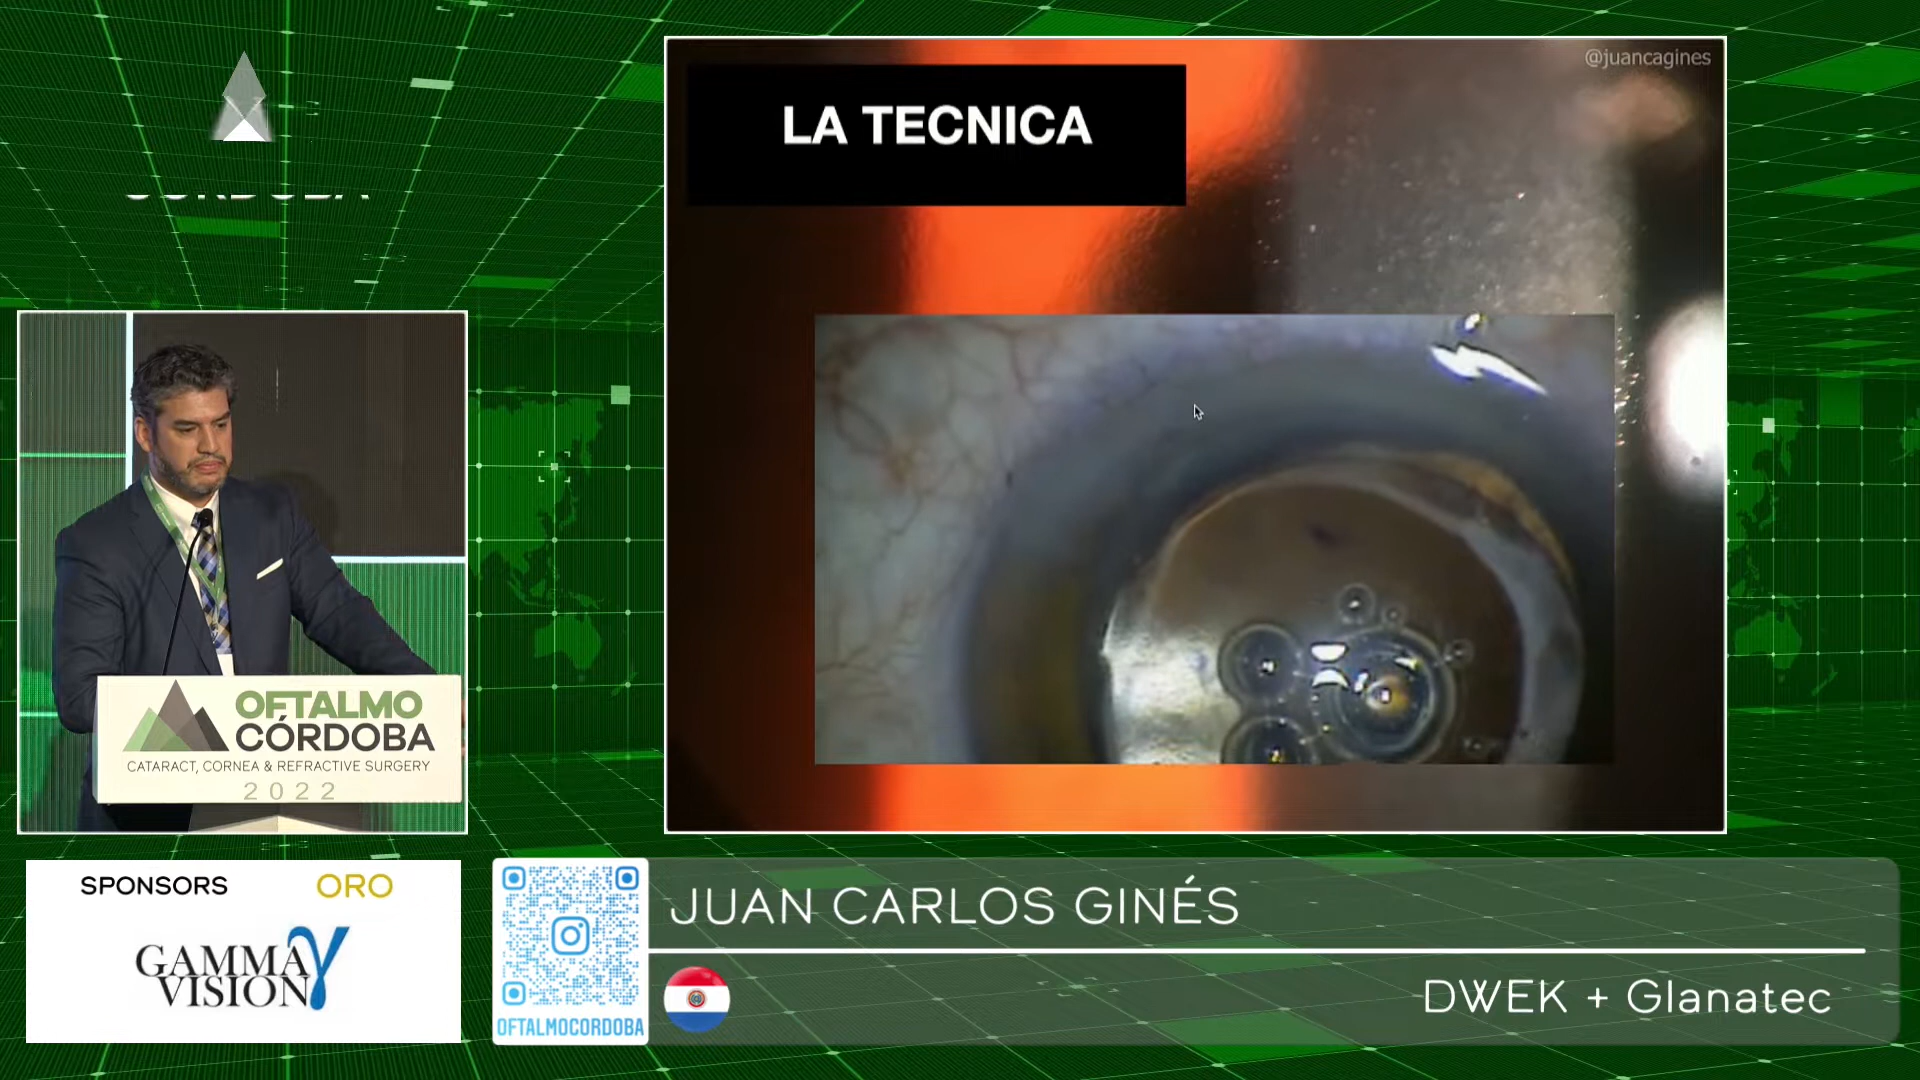 @juancagines
LA TECNICA
OFTALMO
CÓRDOBA
CATARACT, CORNEA & REFRACTIVE SURGERY
2022
SPONSORS ORO
GAMMA
VISION
OFTALMOCORDOBA
JUAN CARLOS GINÉS
DWEK + Glanatec